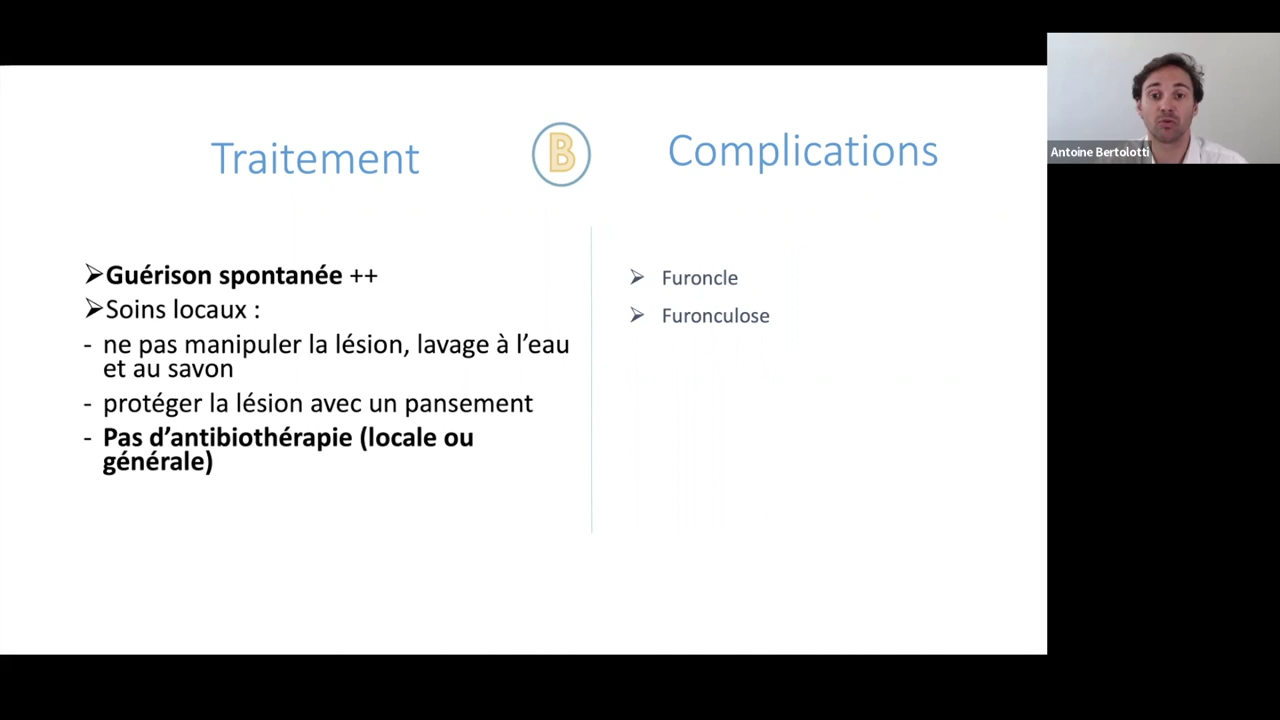 Traitement
B
Complications
➢Guérison spontanée ++
➢Soins locaux :
- ne pas manipuler la lésion, lavage à l’eau
et au savon
- protéger la lésion avec un pansement
- Pas d’antibiothérapie (locale ou
générale)
➢ Furoncle
➢ Furonculose
Antoine Bertolotti